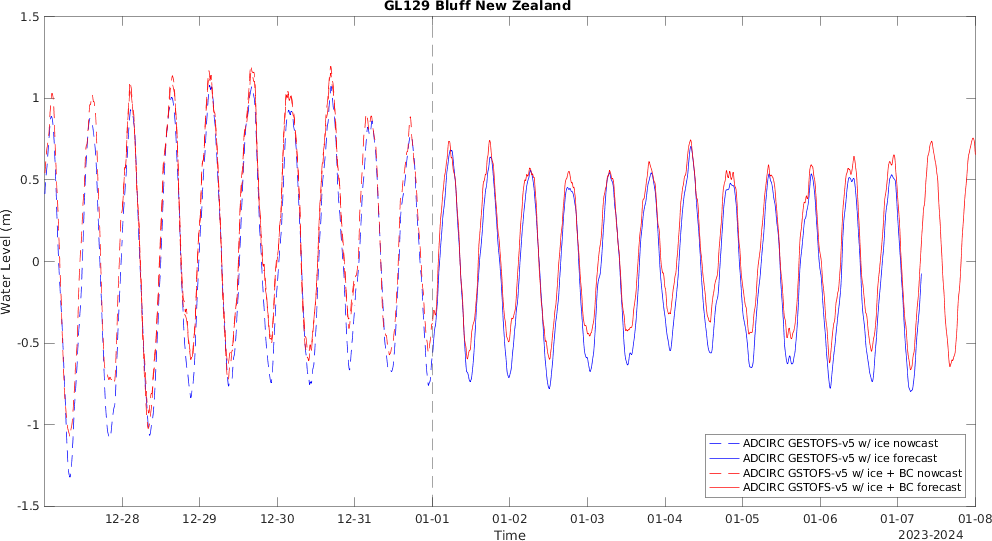 GL129 Bluff New Zealand
1.5
1
0.5
0
-0.5
-1
-1.5
Water Level (m)
12-28 12-29 12-30 12-31 01-01 01-02 01-03 01-04 01-05 01-06 01-07 01-08
Time
2023-2024
ADCIRC GESTOFS-v5 w/ ice nowcast
ADCIRC GESTOFS-v5 w/ ice forecast
ADCIRC GSTOFS-v5 w/ ice + BC nowcast
ADCIRC GSTOFS-v5 w/ ice + BC forecast